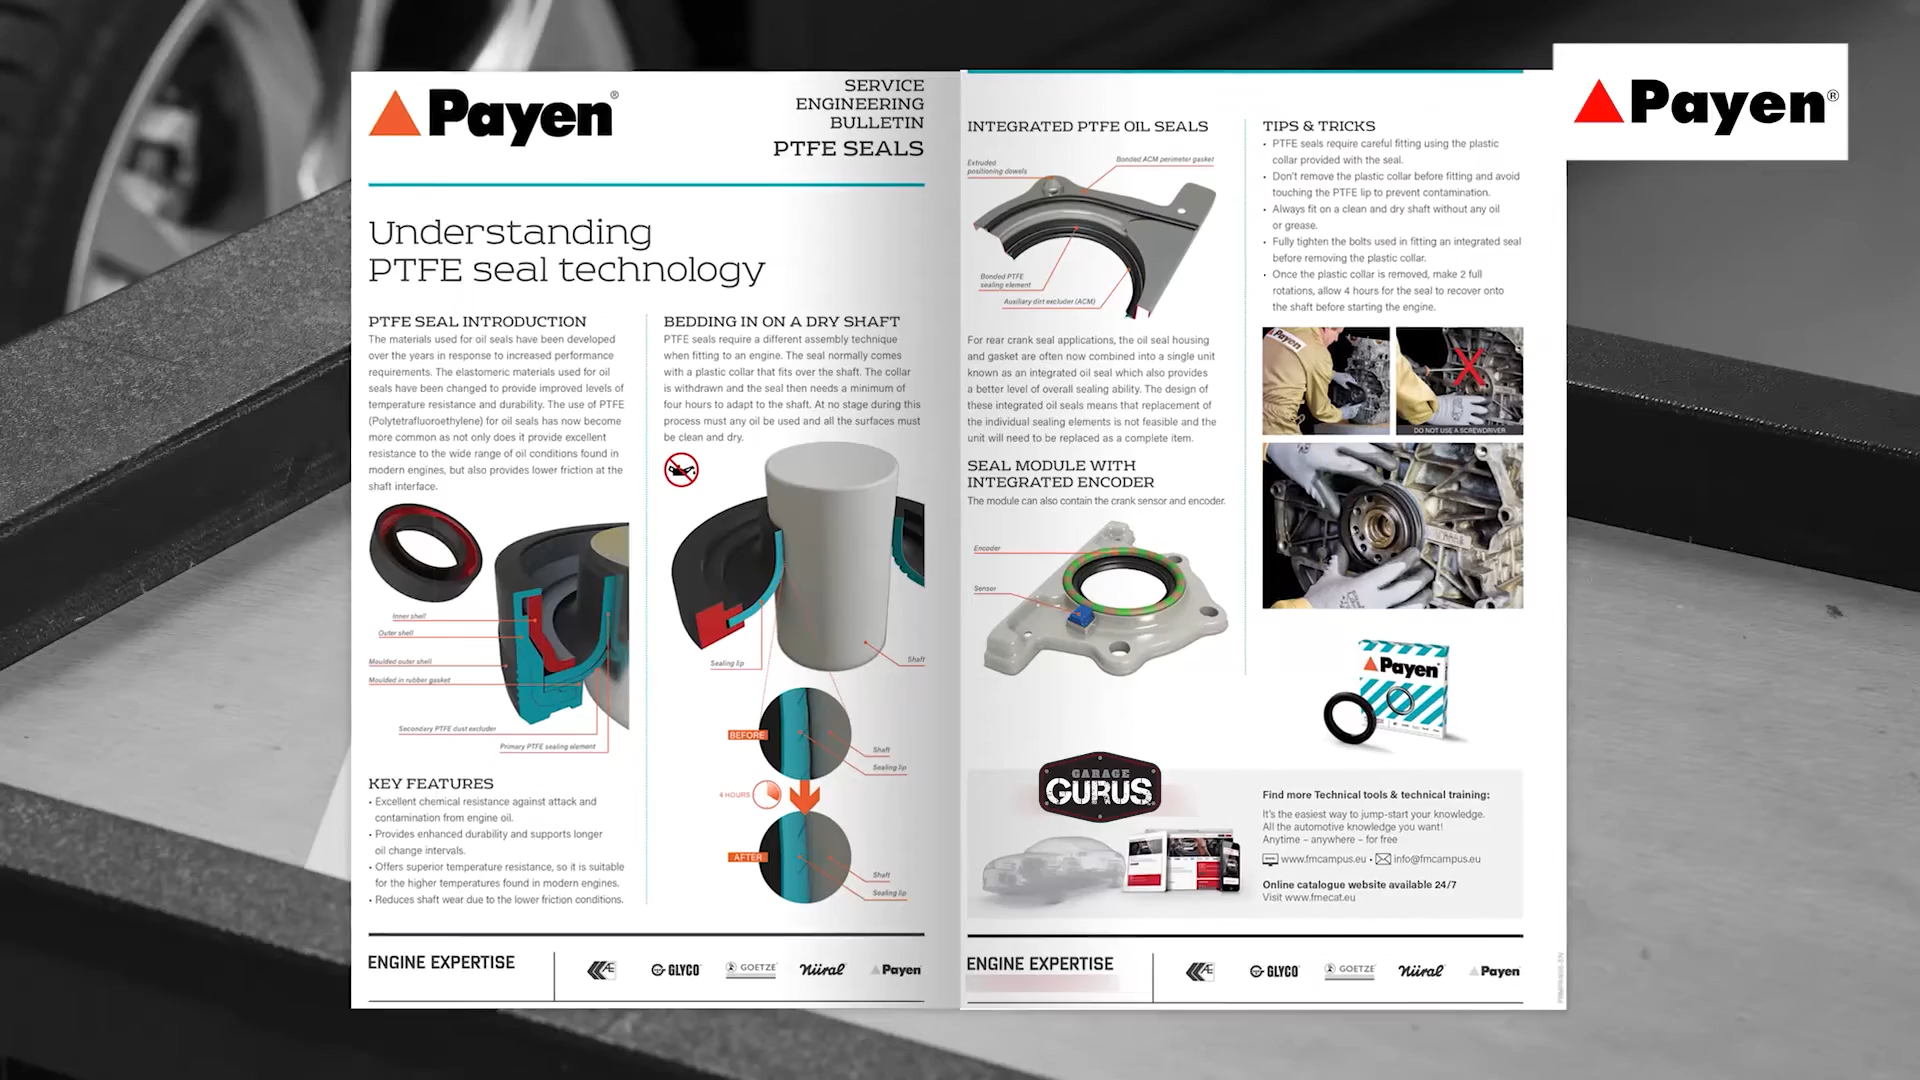 Payen®
SERVICE
ENGINEERING
BULLETIN
PTFE SEALS
Understanding
PTFE seal technology
PTFE SEAL INTRODUCTION
The materials used for oil seals have been developed
over the years in response to increased performance
requirements. The elastomeric materials used for oil
seals have been changed to provide improved levels of
temperature resistance and durability. The use of PTFE
(Polytetrafluoroethylene) for oil seals has now become
more common as not only does it provide excellent
resistance to the wide range of oil conditions found in
modern engines, but also provides lower friction at the
shaft interface.
Inner shell
Outer shell
Moulded outer shell
Moulded in rubber gasket
Secondary PTFE dust excluder
Primary PTFE sealing element
KEY FEATURES
• Excellent chemical resistance against attack and
contamination from engine oil.
• Provides enhanced durability and supports longer
oil change intervals.
• Offers superior temperature resistance, so it is suitable
for the higher temperatures found in modern engines.
• Reduces shaft wear due to the lower friction conditions.
BEDDING IN ON A DRY SHAFT
PTFE seals require a different assembly technique
when fitting to an engine. The seal normally comes
with a plastic collar that fits over the shaft. The collar
is withdrawn and the seal then needs a minimum of
four hours to adapt to the shaft. At no stage during this
process must any oil be used and all the surfaces must
be clean and dry.
Sealing lip
Shaft
BEFORE
Shaft
Sealing lip
4 HOURS
AFTER
Shaft
Sealing lip
ENGINE EXPERTISE
AE
GLYCO
GOETZE
Nüral
Payen
INTEGRATED PTFE OIL SEALS
Extruded
positioning dowels
Bonded ACM perimeter gasket
Bonded PTFE
sealing element
Auxiliary dirt excluder (ACM)
For rear crank seal applications, the oil seal housing
and gasket are often now combined into a single unit
known as an integrated oil seal which also provides
a better level of overall sealing ability. The design of
these integrated oil seals means that replacement of
the individual sealing elements is not feasible and the
unit will need to be replaced as a complete item.
SEAL MODULE WITH
INTEGRATED ENCODER
The module can also contain the crank sensor and encoder.
Encoder
Sensor
TIPS & TRICKS
• PTFE seals require careful fitting using the plastic
collar provided with the seal.
• Don't remove the plastic collar before fitting and avoid
touching the PTFE lip to prevent contamination.
• Always fit on a clean and dry shaft without any oil
or grease.
• Fully tighten the bolts used in fitting an integrated seal
before removing the plastic collar.
• Once the plastic collar is removed, make 2 full
rotations, allow 4 hours for the seal to recover onto
the shaft before starting the engine.
Payen
DO NOT USE A SCREWDRIVER
Payen
GARAGE
GURUS
Find more Technical tools & technical training:
It's the easiest way to jump-start your knowledge.
All the automotive knowledge you want!
Anytime – anywhere – for free
www.fmcampus.eu • info@fmcampus.eu
Online catalogue website available 24/7
Visit www.fmecat.eu
ENGINE EXPERTISE
AE
GLYCO
GOETZE
Nüral
Payen
Payen®